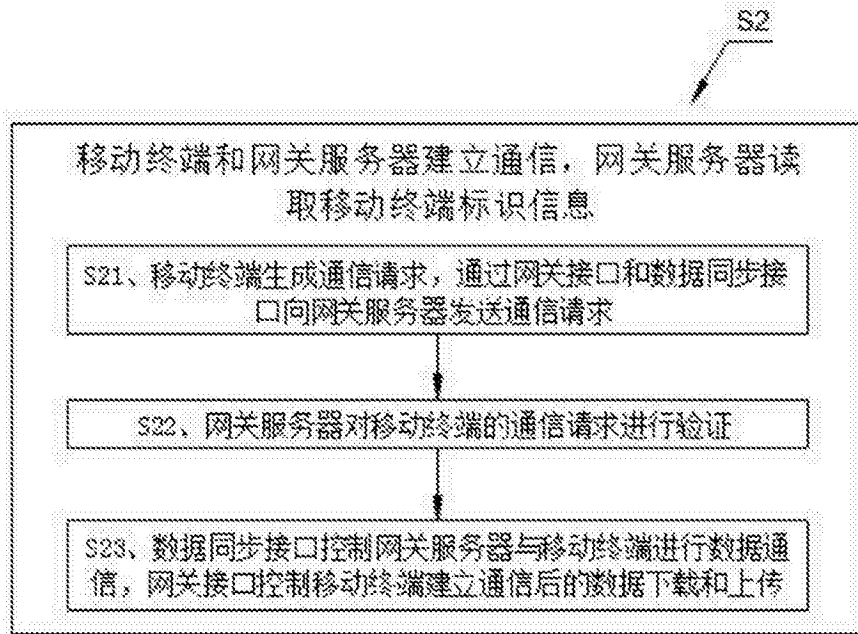 S2
移动终端和网关服务器建立通信，网关服务器读
取移动终端标识信息
S21、移动终端生成通信请求，通过网关接口和数据同步接
口向网关服务器发送通信请求
S22、网关服务器对移动终端的通信请求进行验证
S23、数据同步接口控制网关服务器与移动终端进行数据通
信，网关接口控制移动终端建立通信后的数据下载和上传